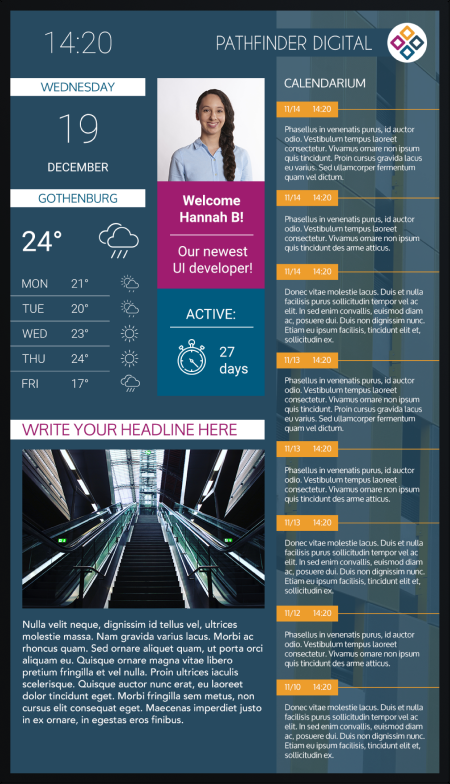 14:20
PATHFINDER DIGITAL
WEDNESDAY
19
DECEMBER
GOTHENBURG
24°
MON 21°
TUE 20°
WED 23°
THU 24°
FRI 17°
Welcome
Hannah B!
Our newest
UI developer!
ACTIVE:
27
days
WRITE YOUR HEADLINE HERE
Nulla velit neque, dignissim id tellus vel, ultrices
molestie massa. Nam gravida varius lacus. Morbi ac
rhoncus quam. Sed ornare aliquet quam, ut porta orci
aliquam eu. Quisque ornare magna vitae libero
pretium fringilla et vel nulla. Proin ultrices iaculis
scelerisque. Quisque auctor nunc erat, eu laoreet
dolor tincidunt eget. Morbi fringilla sem metus, non
cursus elit consequat eget. Maecenas imperdiet justo
in ex ornare, in egestas eros finibus.
CALENDARIUM
11/14 14:20
Phasellus in venenatis purus, id auctor
odio. Vestibulum tempus laoreet
consectetur. Vivamus ornare non ipsum
quis tincidunt. Proin cursus gravida lacus
eu varius. Sed ullamcorper fermentum
quam vel dictum.
11/14 14:20
Phasellus in venenatis purus, id auctor
odio. Vestibulum tempus laoreet
consectetur. Vivamus ornare non ipsum
quis tincidunt des arme atticus.
11/14 14:20
Donec vitae molestie lacus. Duis et nulla
facilisis purus sollicitudin tempor vel ac
elit. In sed enim convallis, euismod diam
ac, posuere dui. Duis non dignissim nunc.
Etiam eu ipsum facilisis, tincidunt elit et,
sollicitudin ex.
11/13 14:20
Phasellus in venenatis purus, id auctor
odio. Vestibulum tempus laoreet
consectetur. Vivamus ornare non ipsum
quis tincidunt. Proin cursus gravida lacus
eu varius. Sed ullamcorper fermentum
quam vel dictum.
11/13 14:20
Phasellus in venenatis purus, id auctor
odio. Vestibulum tempus laoreet
consectetur. Vivamus ornare non ipsum
quis tincidunt.
11/13 14:20
Donec vitae molestie lacus. Duis et nulla
facilisis purus sollicitudin tempor vel ac
elit. In sed enim convallis, euismod diam
ac, posuere dui. Duis non dignissim nunc.
Etiam eu ipsum facilisis, tincidunt elit et,
sollicitudin ex.
11/12 14:20
Phasellus in venenatis purus, id auctor
odio. Vestibulum tempus laoreet
consectetur. Vivamus ornare non ipsum
quis tincidunt des arme atticus.
11/10 14:20
Donec vitae molestie lacus. Duis et nulla
facilisis purus sollicitudin tempor vel ac
elit. In sed enim convallis, euismod diam
ac, posuere dui. Duis non dignissim nunc.
Etiam eu ipsum facilisis, tincidunt elit et,
sollicitudin ex.